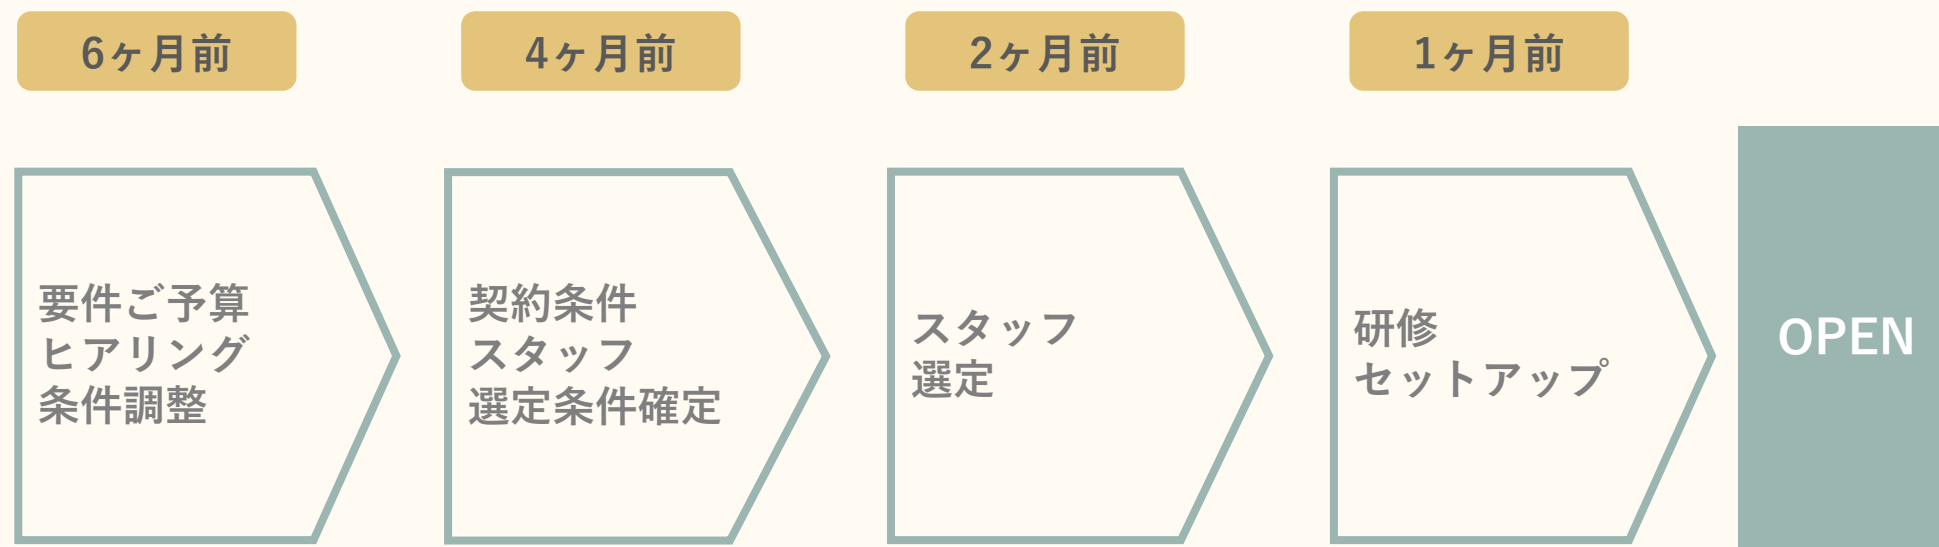 6ヶ月前
4ヶ月前
2ヶ月前
1ヶ月前
要件ご予算
ヒアリング
条件調整
契約条件
スタッフ
選定条件確定
スタッフ
選定
研修
セットアップ
OPEN